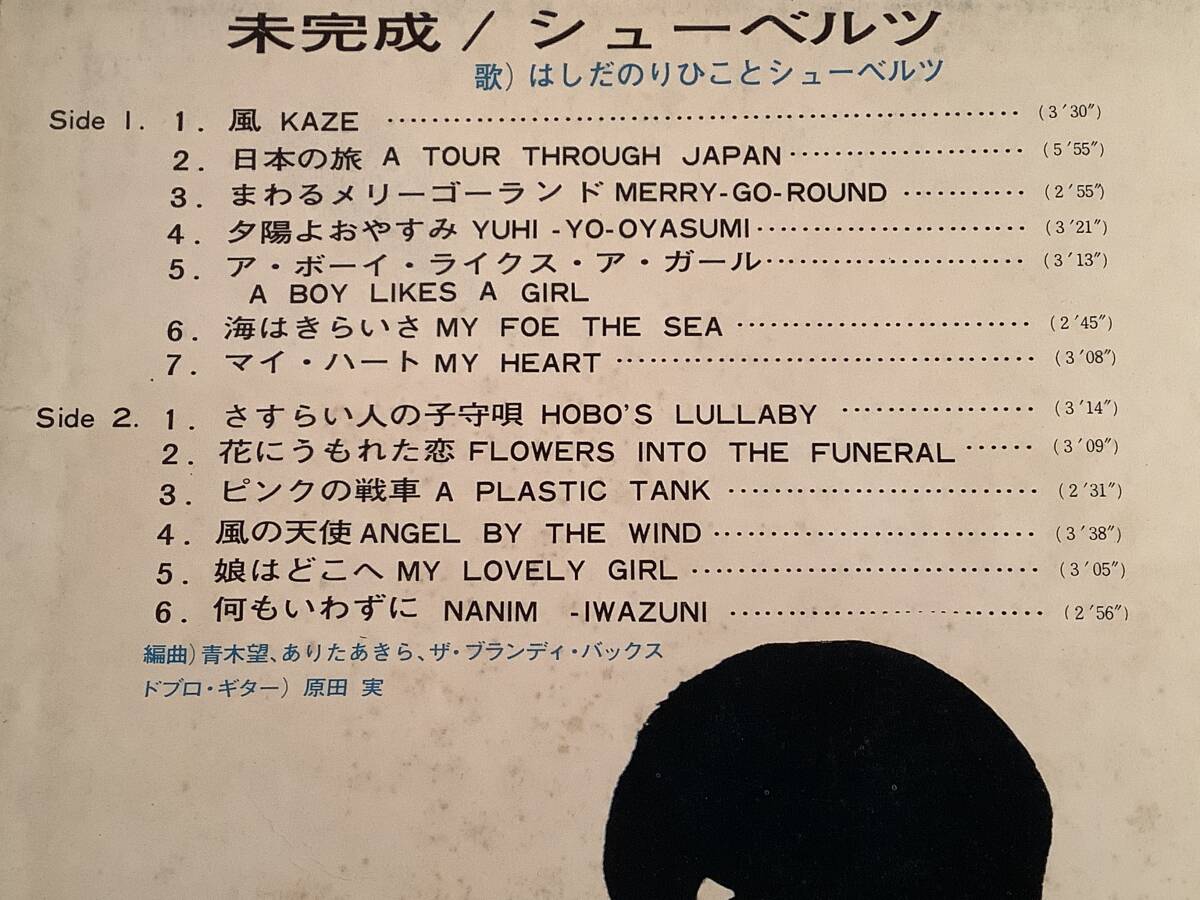 未完成 / シューベルツ
歌) はしだのりひことシューベルツ
Side 1. 1. 風 KAZE ………… (3′30″)
2. 日本の旅 A TOUR THROUGH JAPAN ………… (5′55″)
3. まわるメリーゴーランド MERRY-GO-ROUND ………… (2′55″)
4. 夕陽よおやすみ YUHI -YO-OYASUMI ………… (3′21″)
5. ア・ボーイ・ライクス・ア・ガール ………… (3′13″)
A BOY LIKES A GIRL
6. 海はきらいさ MY FOE THE SEA ………… (2′45″)
7. マイ・ハート MY HEART ………… (3′08″)
Side 2. 1. さすらい人の子守唄 HOBO'S LULLABY ………… (3′14″)
2. 花にうもれた恋 FLOWERS INTO THE FUNERAL …… (3′09″)
3. ピンクの戦車 A PLASTIC TANK ………… (2′31″)
4. 風の天使 ANGEL BY THE WIND ………… (3′38″)
5. 娘はどこへ MY LOVELY GIRL ………… (3′05″)
6. 何もいわずに NANIM -IWAZUNI ………… (2′56″)
編曲) 青木望、ありたあきら、ザ・ブランディ・バックス
ドブロ・ギター) 原田 実